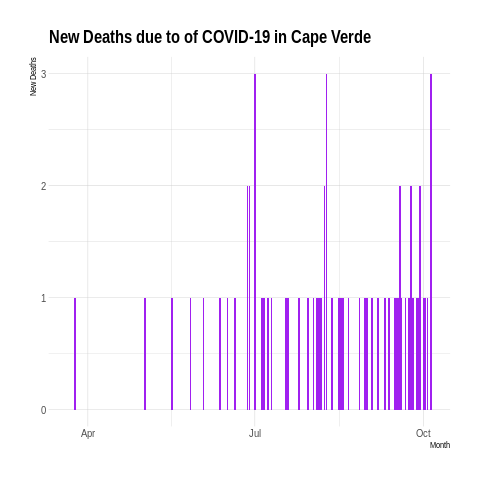 New Deaths due to of COVID-19 in Cape Verde
New Deaths
3
2
1
0
Apr
Jul
Oct
Month